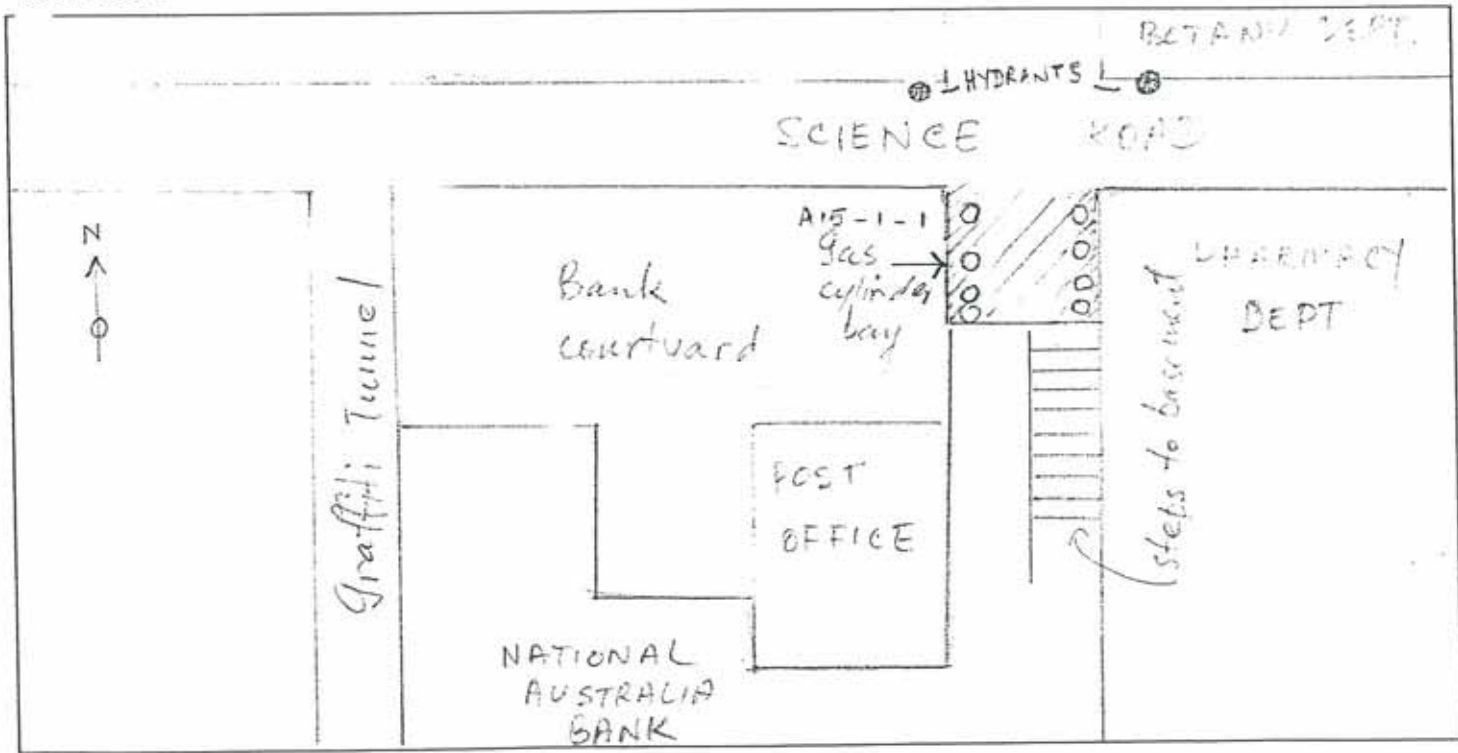 BOTANY DEPT.
HYDRANTS
SCIENCE ROAD
N
A15-1-1
gas
cylinder
bay
Bank
courtyard
PHARMACY
DEPT
Graffiti Tunnel
steps to basement
POST
OFFICE
NATIONAL
AUSTRALIA
BANK